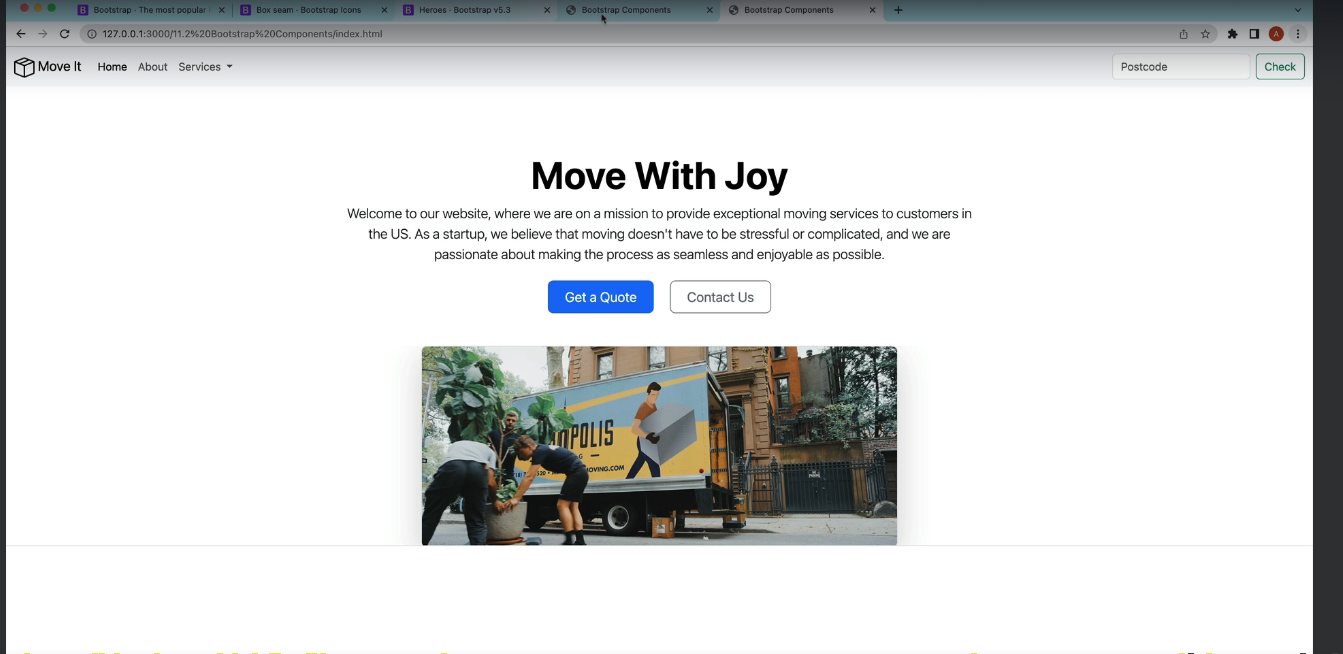 Bootstrap · The most popular
Box seam · Bootstrap Icons
Heroes · Bootstrap v5.3
Bootstrap Components
Bootstrap Components
127.0.0.1:3000/11.2%20Bootstrap%20Components/index.html
A
Move It
Home
About
Services
Postcode
Check
Move With Joy
Welcome to our website, where we are on a mission to provide exceptional moving services to customers in
the US. As a startup, we believe that moving doesn't have to be stressful or complicated, and we are
passionate about making the process as seamless and enjoyable as possible.
Get a Quote
Contact Us